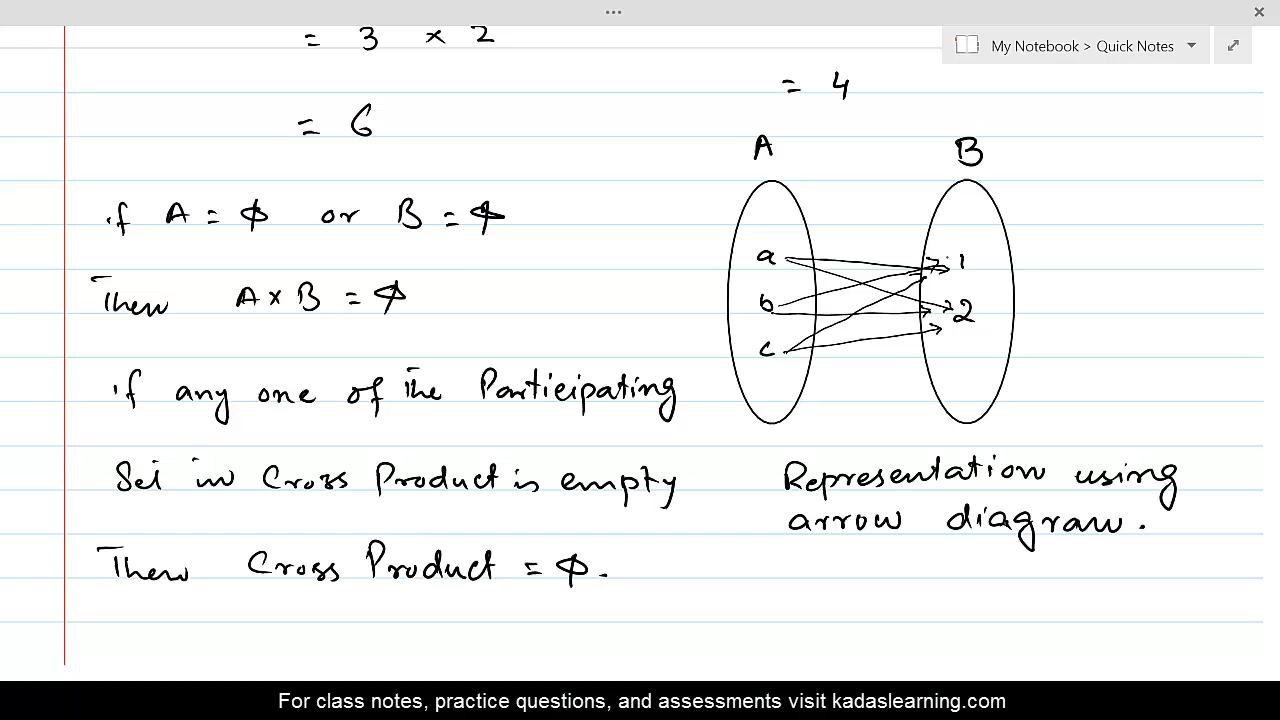 ...
×
My Notebook > Quick Notes
= 3 × 2
= 4
= 6
A B
if A = ϕ or B = ϕ
a 1
Then A × B = ϕ
b 2
c
if any one of the Participating
Set in Cross Product is empty
Then Cross Product = ϕ.
Representation using
arrow diagram.
For class notes, practice questions, and assessments visit kadaslearning.com